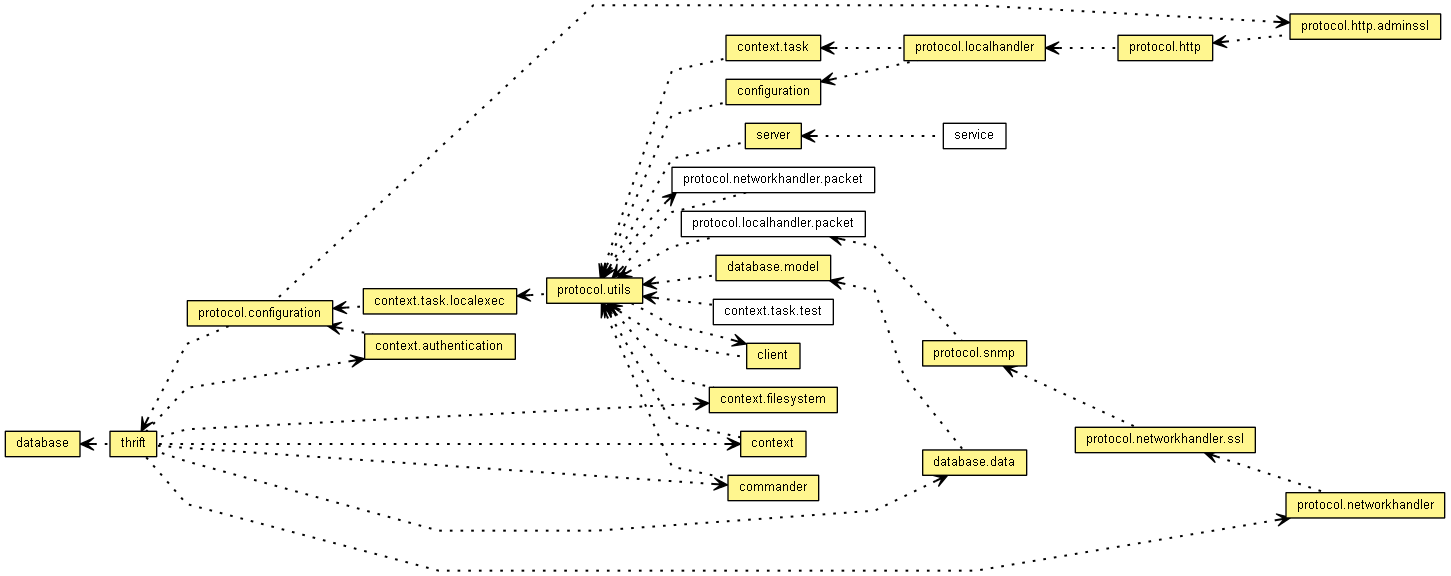 protocol.http.adminssl
context.task
protocol.localhandler
protocol.http
configuration
server
service
protocol.networkhandler.packet
protocol.localhandler.packet
database.model
protocol.utils
context.task.localexec
protocol.configuration
context.task.test
context.authentication
client
protocol.snmp
context.filesystem
database
thrift
context
protocol.networkhandler.ssl
database.data
commander
protocol.networkhandler